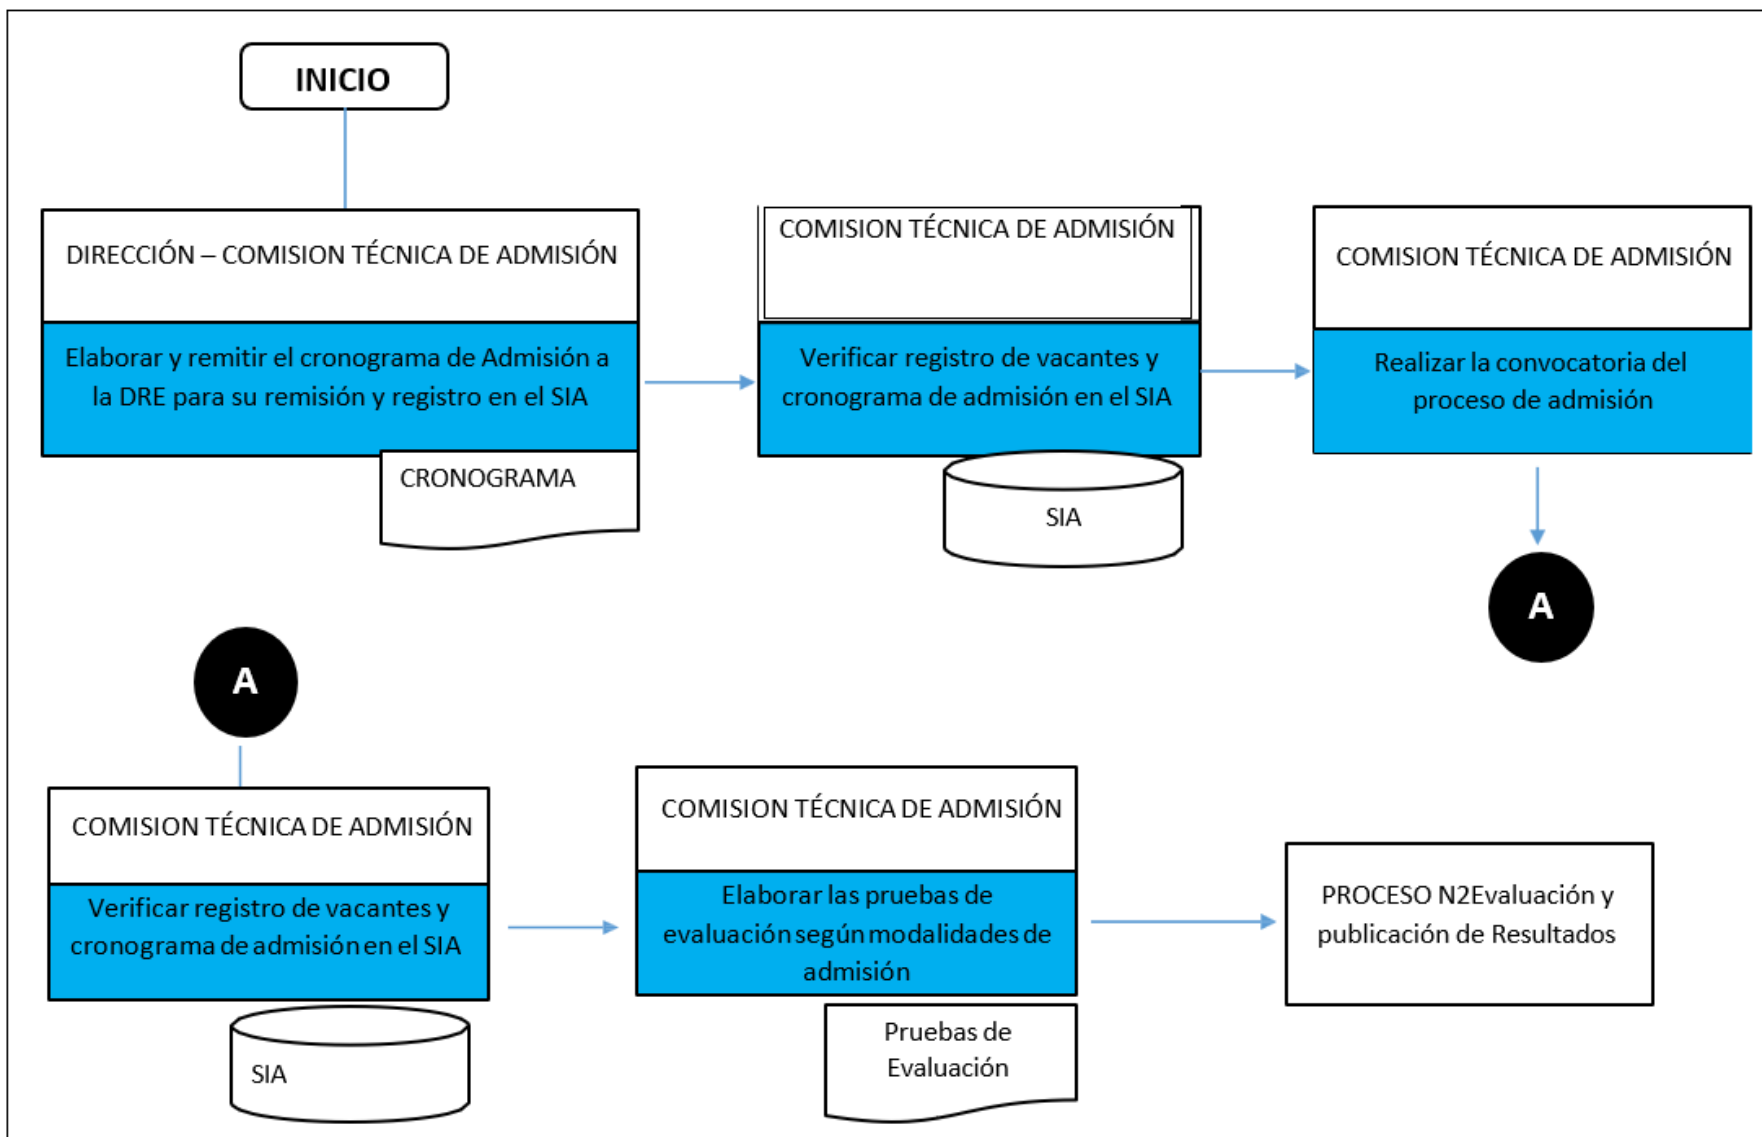 INICIO
DIRECCIÓN – COMISION TÉCNICA DE ADMISIÓN
Elaborar y remitir el cronograma de Admisión a
la DRE para su remisión y registro en el SIA
CRONOGRAMA
COMISION TÉCNICA DE ADMISIÓN
Verificar registro de vacantes y
cronograma de admisión en el SIA
SIA
COMISION TÉCNICA DE ADMISIÓN
Realizar la convocatoria del
proceso de admisión
A
A
COMISION TÉCNICA DE ADMISIÓN
Verificar registro de vacantes y
cronograma de admisión en el SIA
SIA
COMISION TÉCNICA DE ADMISIÓN
Elaborar las pruebas de
evaluación según modalidades de
admisión
Pruebas de
Evaluación
PROCESO N2Evaluación y
publicación de Resultados